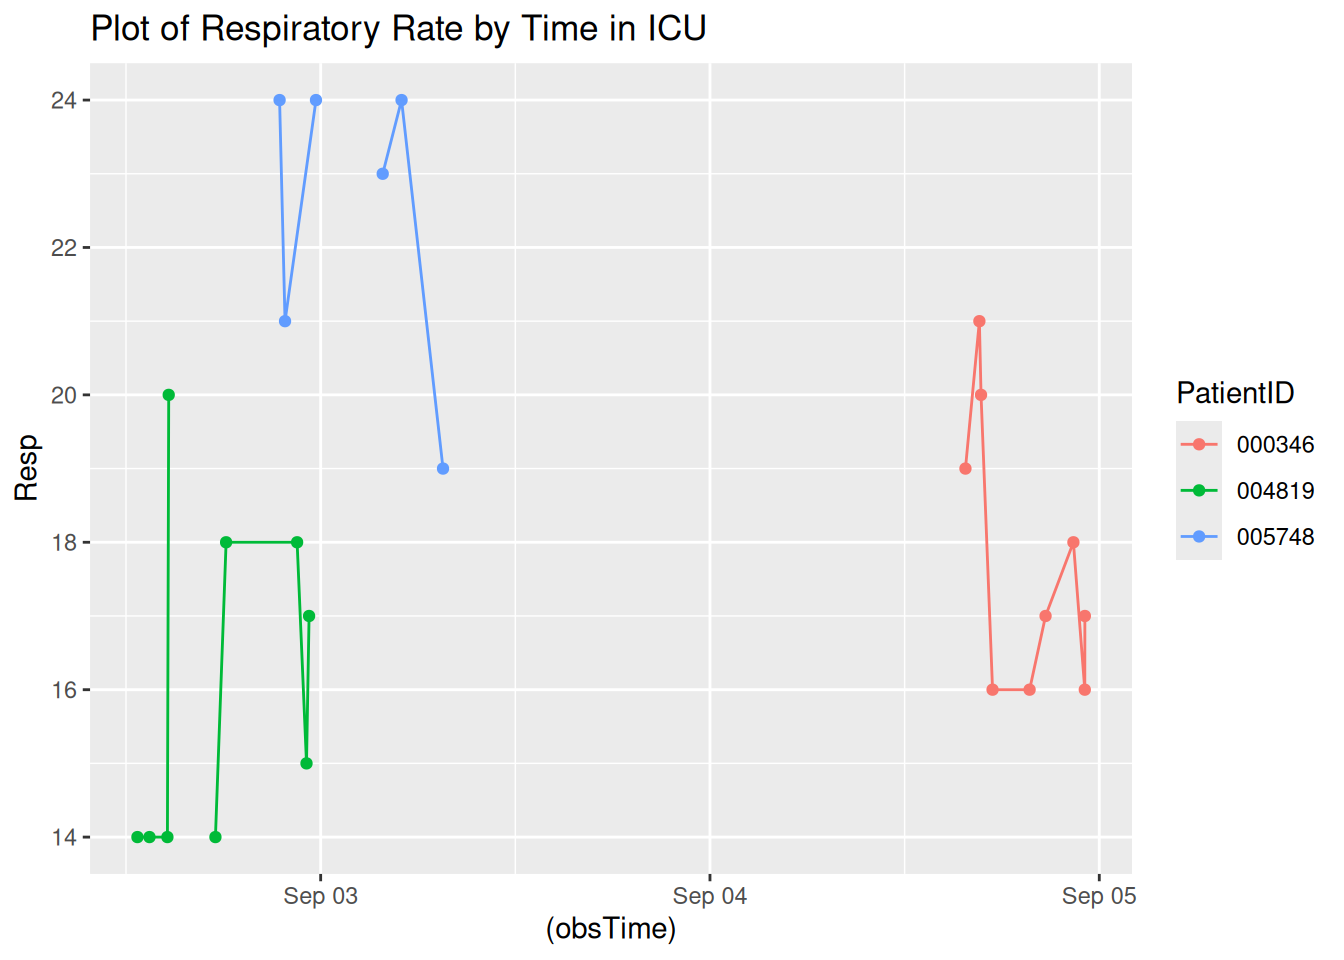 Plot of Respiratory Rate by Time in ICU
24
22
20
18
16
14
Resp
Sep 03
Sep 04
Sep 05
(obsTime)
PatientID
000346
004819
005748